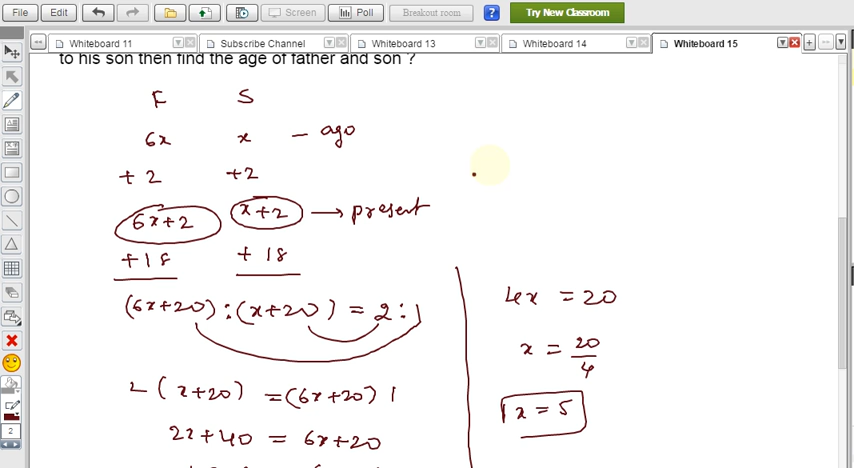 File Edit Screen Poll Breakout room ? Try New Classroom
Whiteboard 11 Subscribe Channel Whiteboard 13 Whiteboard 14 Whiteboard 15
to his son then find the age of father and son ?
F S
6x x — ago
+2 +2
6x+2 x+2 → present
+18 +18
(6x+20) : (x+20) = 2 : 1
2(x+20) = (6x+20) 1
2x+40 = 6x+20
4x = 20
x = 20/4
x = 5
2